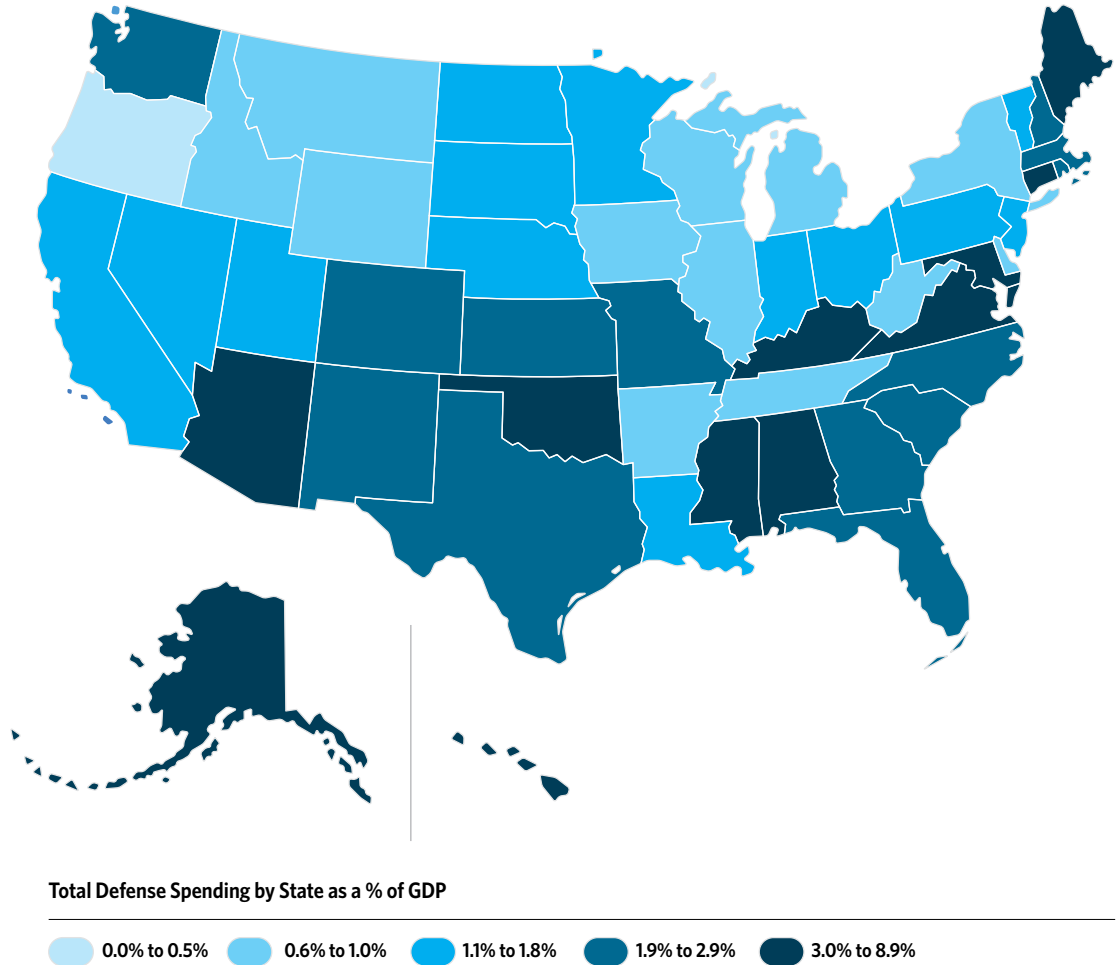 Total Defense Spending by State as a % of GDP
0.0% to 0.5% 0.6% to 1.0% 1.1% to 1.8% 1.9% to 2.9% 3.0% to 8.9%